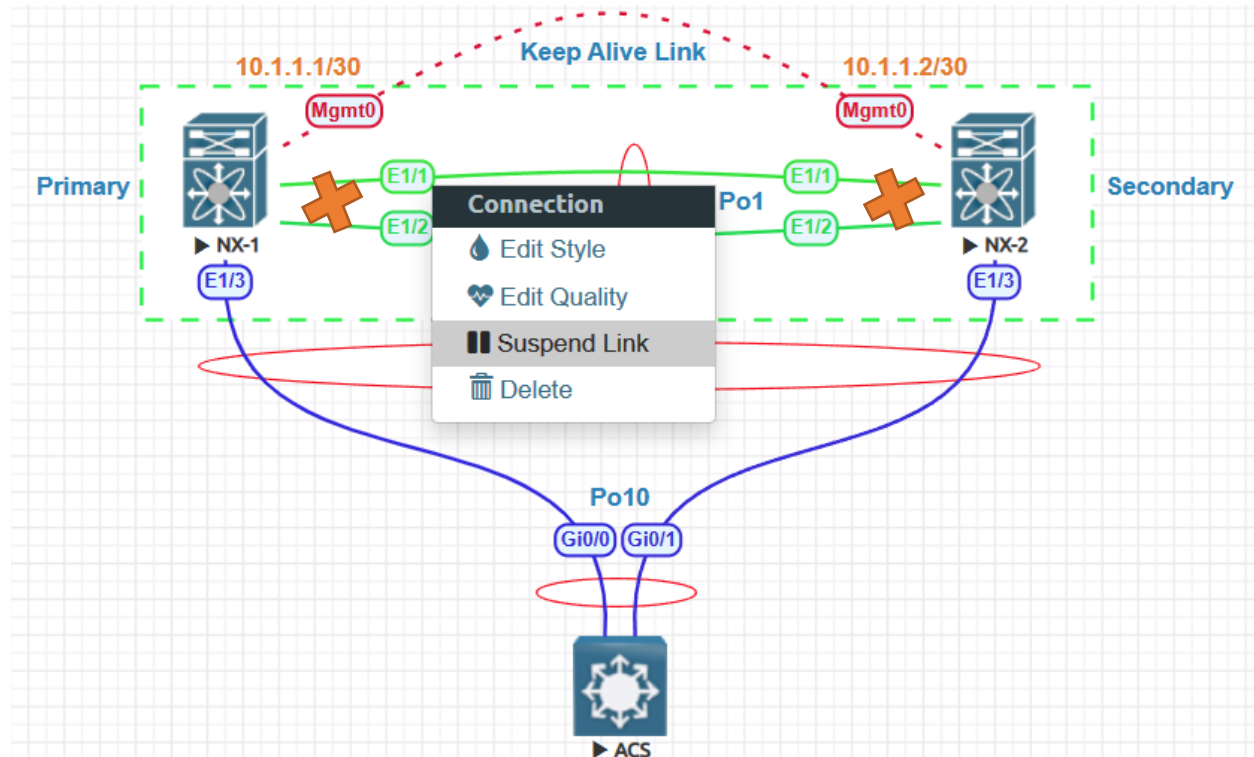 Keep Alive Link
10.1.1.1/30
10.1.1.2/30
Mgmt0
Mgmt0
E1/1
E1/1
Primary
Connection
Po1
Secondary
E1/2
E1/2
NX-1
Edit Style
NX-2
E1/3
E1/3
Edit Quality
Suspend Link
Delete
Po10
Gi0/0
Gi0/1
ACS